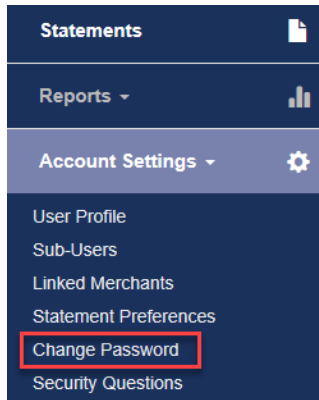 Statements
Reports
Account Settings
User Profile
Sub-Users
Linked Merchants
Statement Preferences
Change Password
Security Questions